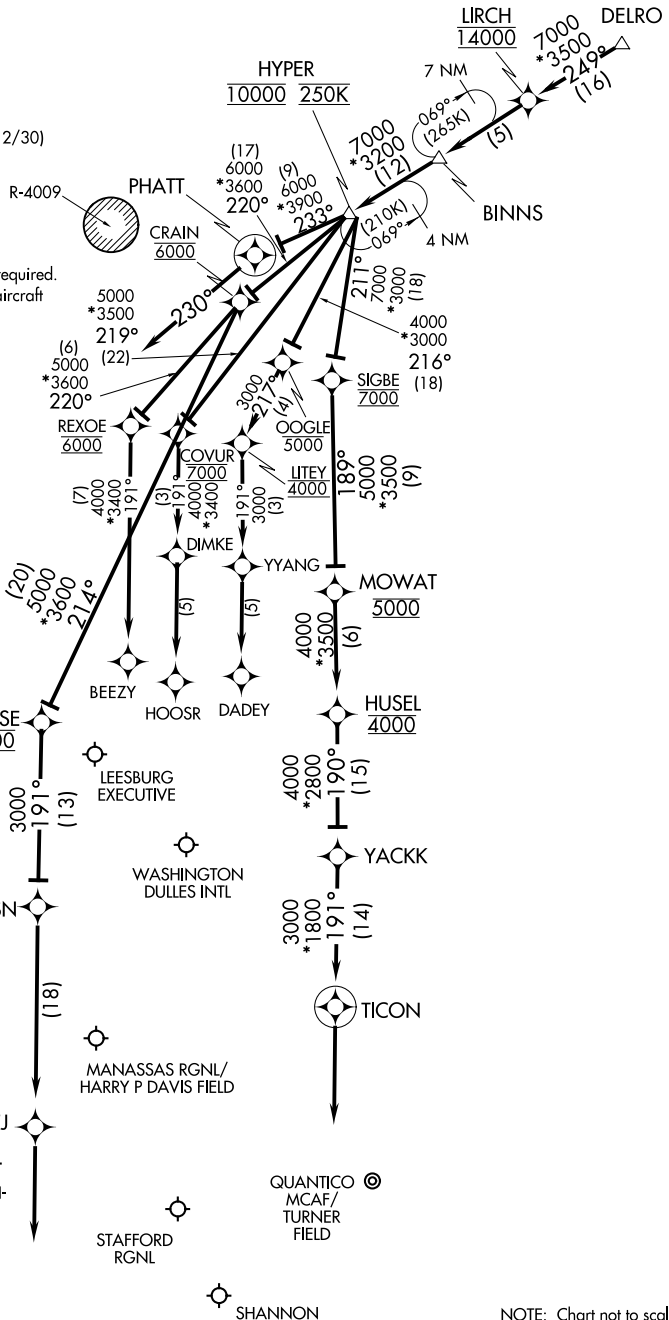 LIRCH
14000
DELRO
7000
*3500
249°
(16)
7 NM
HYPER
10000 250K
069°
(265K)
(5)
7000
*3200
(12)
BINNS
2/30)
R-4009
PHATT
(17)
6000
*3600
220°
(9)
6000
*3900
233°
(210K)
069°
4 NM
CRAIN
6000
equired.
aircraft
230°
211°
7000
*3000
(18)
5000
*3500
219°
(22)
4000
*3000
216°
(18)
(6)
5000
*3600
220°
3000
217°
(4)
SIGBE
7000
OOGLE
5000
REXOE
6000
COVUR
7000
LITEY
4000
(7)
4000
*3400
191°
(3)
191°
4000
*3400
191°
3000
(3)
189°
5000
*3500
(9)
DIMKE
YYANG
MOWAT
5000
(20)
5000
*3600
214°
(5)
(5)
4000
*3500
(6)
BEEZY
HOOSR
DADEY
HUSEL
4000
SE
00
LEESBURG
EXECUTIVE
4000
*2800
190°
(15)
3000
191°
(13)
WASHINGTON
DULLES INTL
YACKK
3000
*1800
191°
(14)
N
(18)
TICON
MANASSAS RGNL/
HARRY P DAVIS FIELD
J
QUANTICO
MCAF/
TURNER
FIELD
STAFFORD
RGNL
SHANNON
NOTE: Chart not to scal